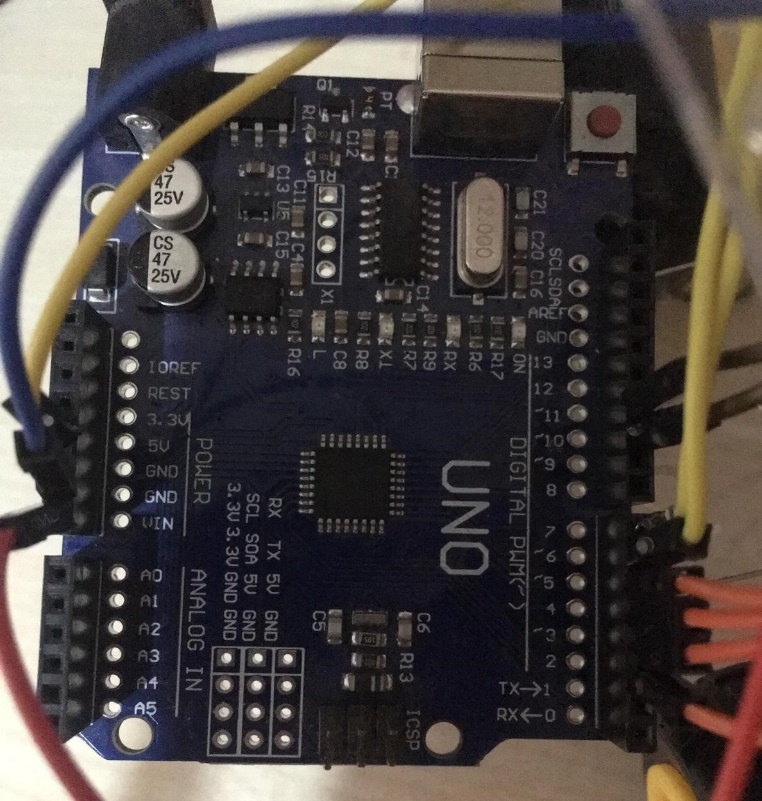 CS
47
25V
CS
47
25V
12.000
Q1
R14
C12
C13
U5
C15
C11
C4
X1
C14
C21
C20
C16
R16
L
C8
R8
R7
R9
RX
R6
R17
ON
SCL
SDA
AREF
GND
13
12
~11
~10
~9
8
7
~6
~5
4
~3
2
TX→1
RX←0
DIGITAL PWM(~)
UNO
IOREF
REST
3.3V
5V
GND
GND
VIN
POWER
A0
A1
A2
A3
A4
A5
ANALOG IN
RX TX 5V GND
SCL SDA 5V GND
3.3V 3.3V GND GND
C5
C6
R13
ICSP